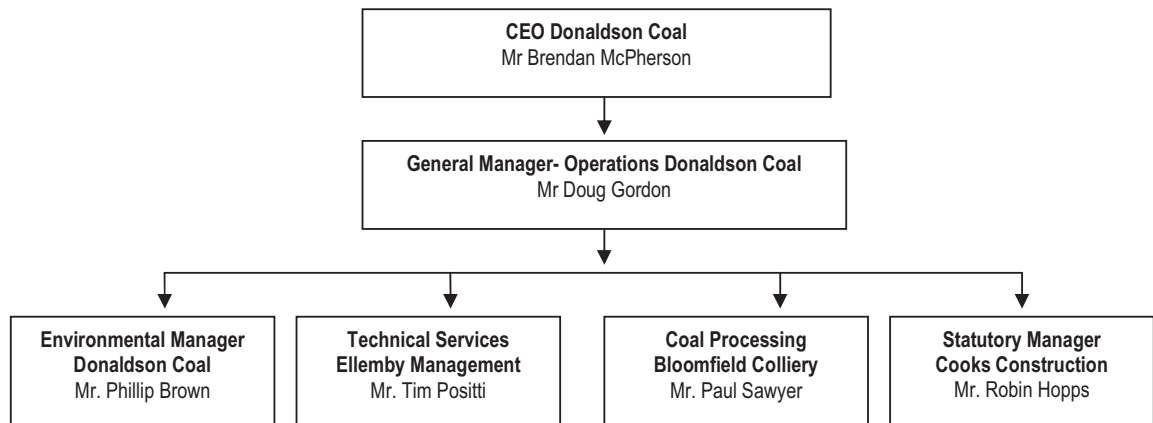 CEO Donaldson Coal
Mr Brendan McPherson
General Manager- Operations Donaldson Coal
Mr Doug Gordon
Environmental Manager
Donaldson Coal
Mr. Phillip Brown
Technical Services
Ellemby Management
Mr. Tim Positti
Coal Processing
Bloomfield Colliery
Mr. Paul Sawyer
Statutory Manager
Cooks Construction
Mr. Robin Hopps